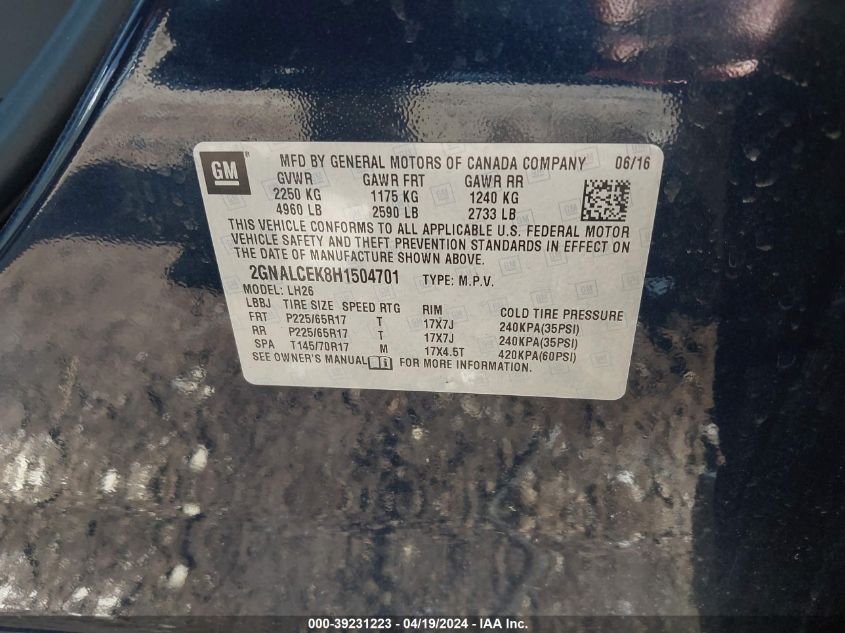 GM ® MFD BY GENERAL MOTORS OF CANADA COMPANY 06/16
GVWR GAWR FRT GAWR RR
2250 KG 1175 KG 1240 KG
4960 LB 2590 LB 2733 LB
THIS VEHICLE CONFORMS TO ALL APPLICABLE U.S. FEDERAL MOTOR
VEHICLE SAFETY AND THEFT PREVENTION STANDARDS IN EFFECT ON
THE DATE OF MANUFACTURE SHOWN ABOVE.
2GNALCEK8H1504701 TYPE: M.P.V.
MODEL: LH26
LBBJ TIRE SIZE SPEED RTG RIM COLD TIRE PRESSURE
FRT P225/65R17 T 17X7J 240KPA(35PSI)
RR P225/65R17 T 17X7J 240KPA(35PSI)
SPA T145/70R17 M 17X4.5T 420KPA(60PSI)
SEE OWNER'S MANUAL FOR MORE INFORMATION.
000-39231223 - 04/19/2024 - IAA Inc.